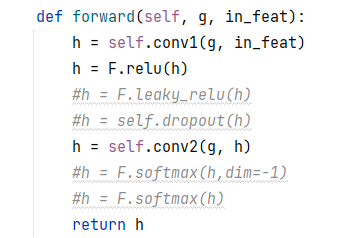 def forward(self, g, in_feat):
h = self.conv1(g, in_feat)
h = F.relu(h)
#h = F.leaky_relu(h)
#h = self.dropout(h)
h = self.conv2(g, h)
#h = F.softmax(h,dim=-1)
#h = F.softmax(h)
return h